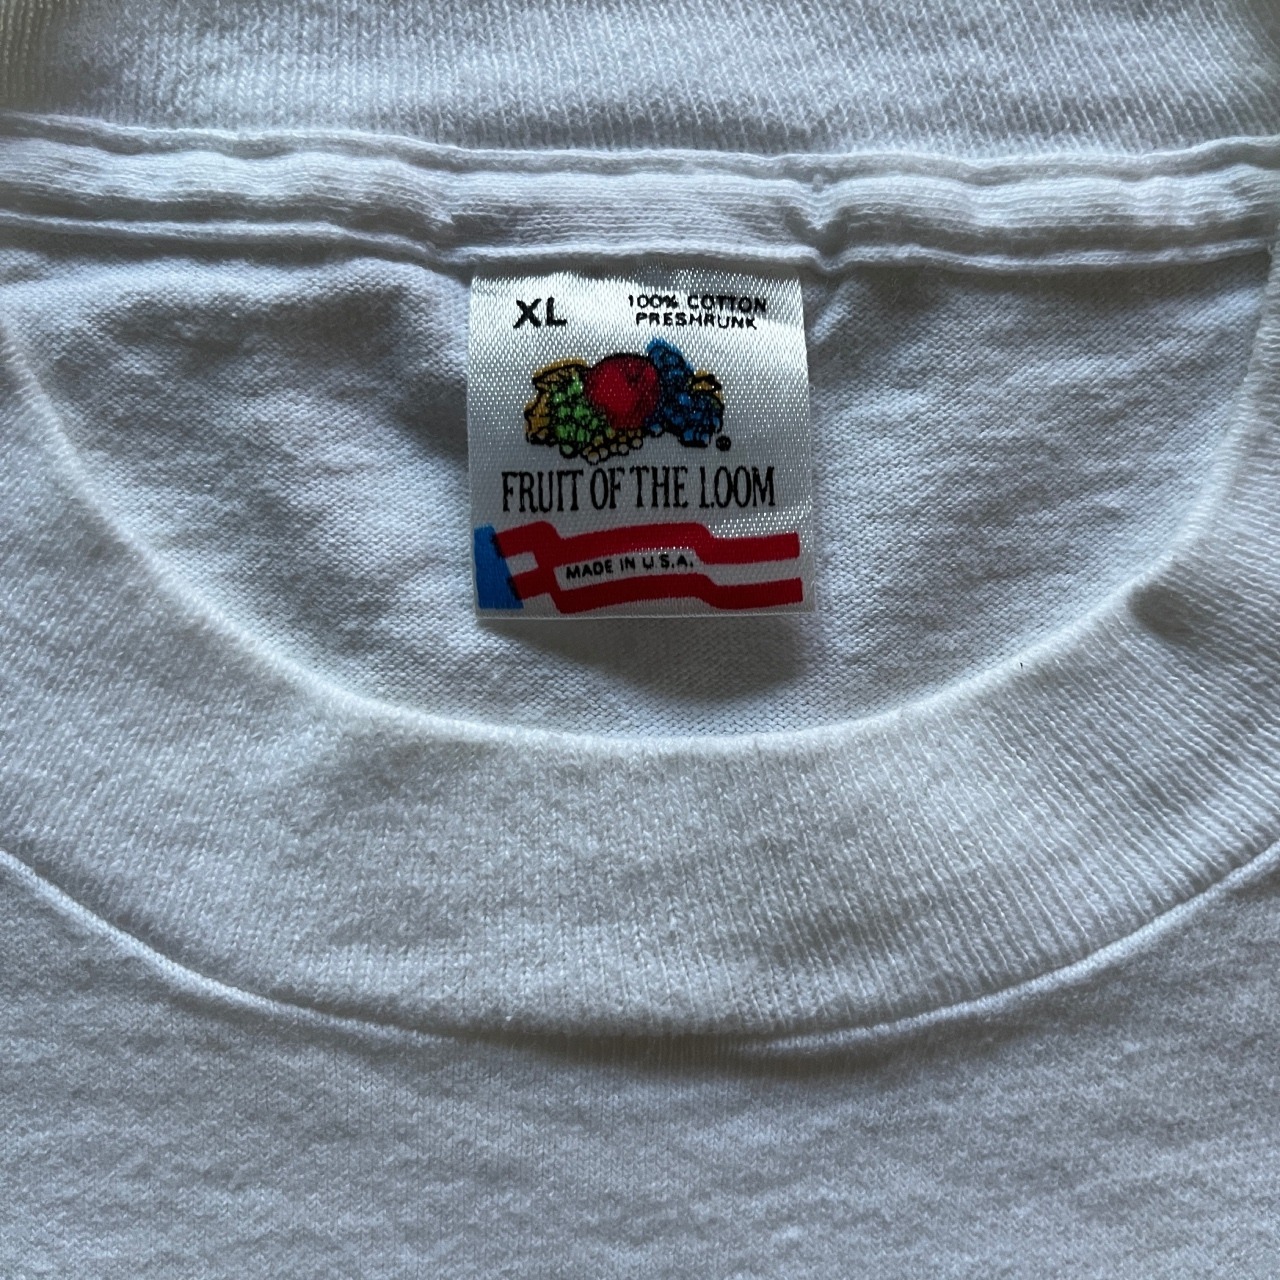 XL
100% COTTON
PRESHRUNK
®
FRUIT OF THE LOOM
MADE IN U.S.A.